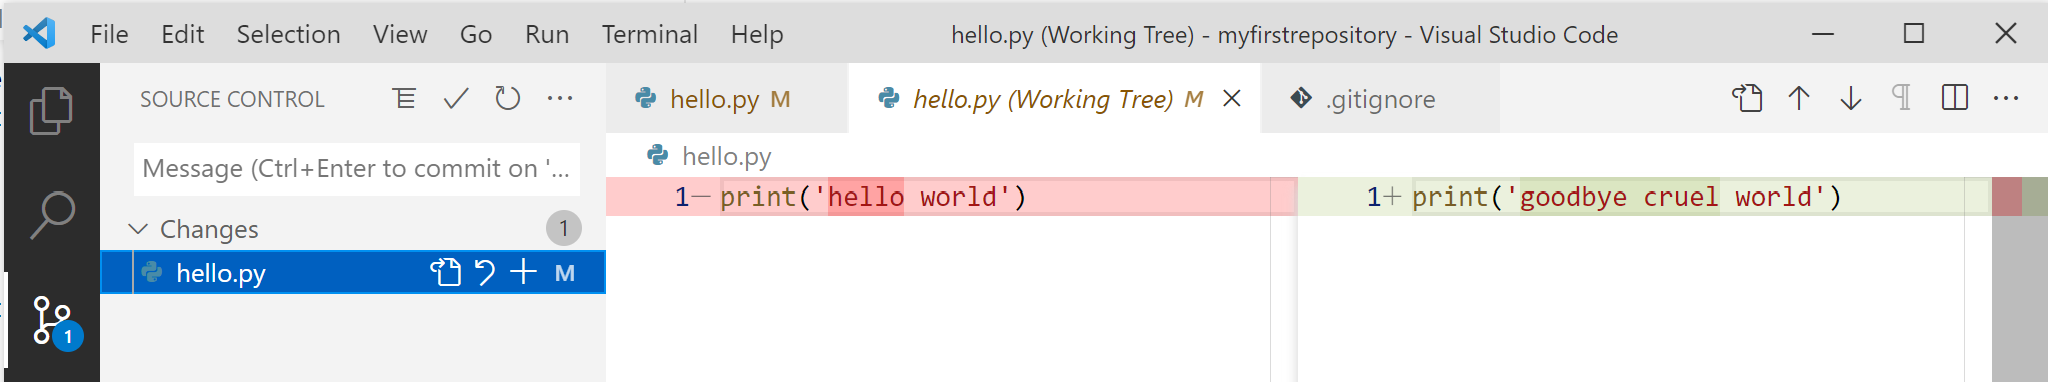 File Edit Selection View Go Run Terminal Help hello.py (Working Tree) - myfirstrepository - Visual Studio Code
SOURCE CONTROL
hello.py M hello.py (Working Tree) M .gitignore
Message (Ctrl+Enter to commit on '...
hello.py
1− print('hello world') 1+ print('goodbye cruel world')
Changes 1
hello.py M
1